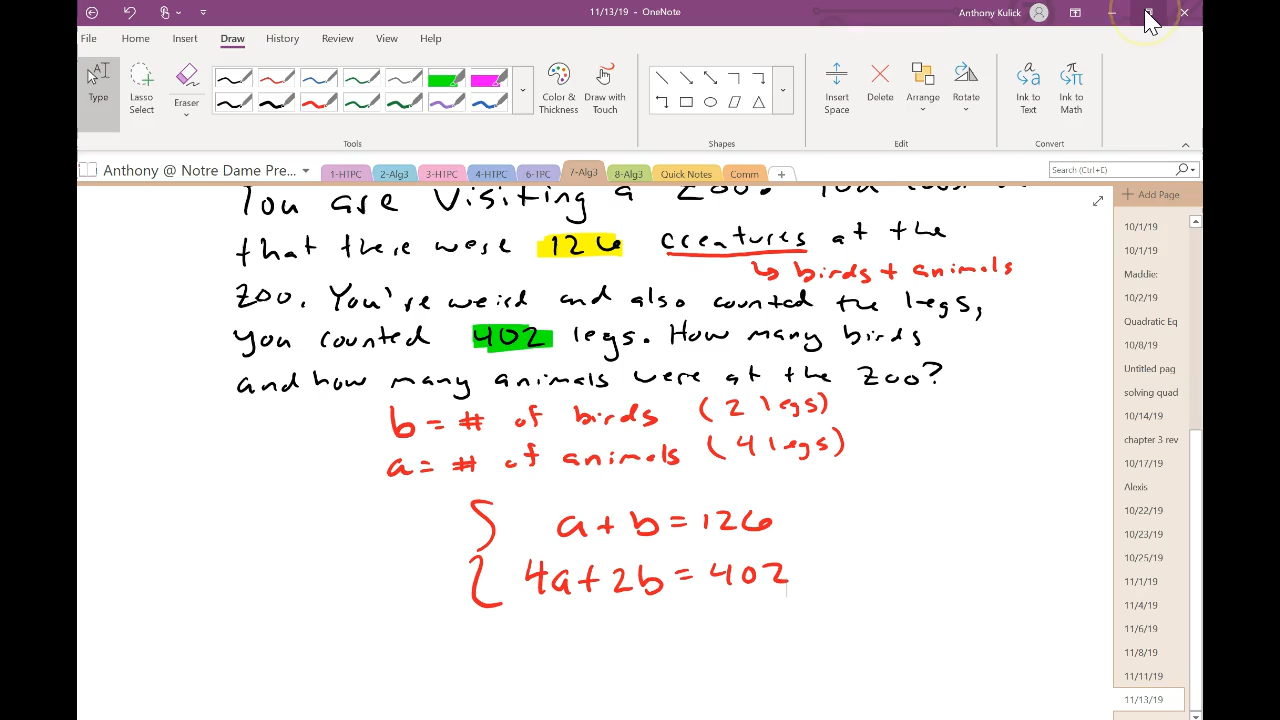 11/13/19 - OneNote
Anthony Kulick
File Home Insert Draw History Review View Help
Type
Lasso Select
Eraser
Color & Thickness
Draw with Touch
Insert Space
Delete
Arrange
Rotate
Ink to Text
Ink to Math
Tools
Shapes
Edit
Convert
Anthony @ Notre Dame Pre...
1-HTPC 2-Alg3 3-HTPC 4-HTPC 6-TPC 7-Alg3 8-Alg3 Quick Notes Comm
Search (Ctrl+E)
Add Page
10/1/19
10/1/19
Maddie:
10/2/19
Quadratic Eq
10/8/19
Untitled pag
solving quad
10/14/19
chapter 3 rev
10/17/19
Alexis
10/22/19
10/23/19
10/25/19
11/1/19
11/4/19
11/6/19
11/8/19
11/11/19
11/13/19
You are visiting a zoo. You
that there were 126 creatures at the
↳ birds + animals
zoo. You're weird and also counted the legs,
you counted 402 legs. How many birds
and how many animals were at the zoo?
b = # of birds (2 legs)
a = # of animals (4 legs)
a + b = 126
4a + 2b = 402